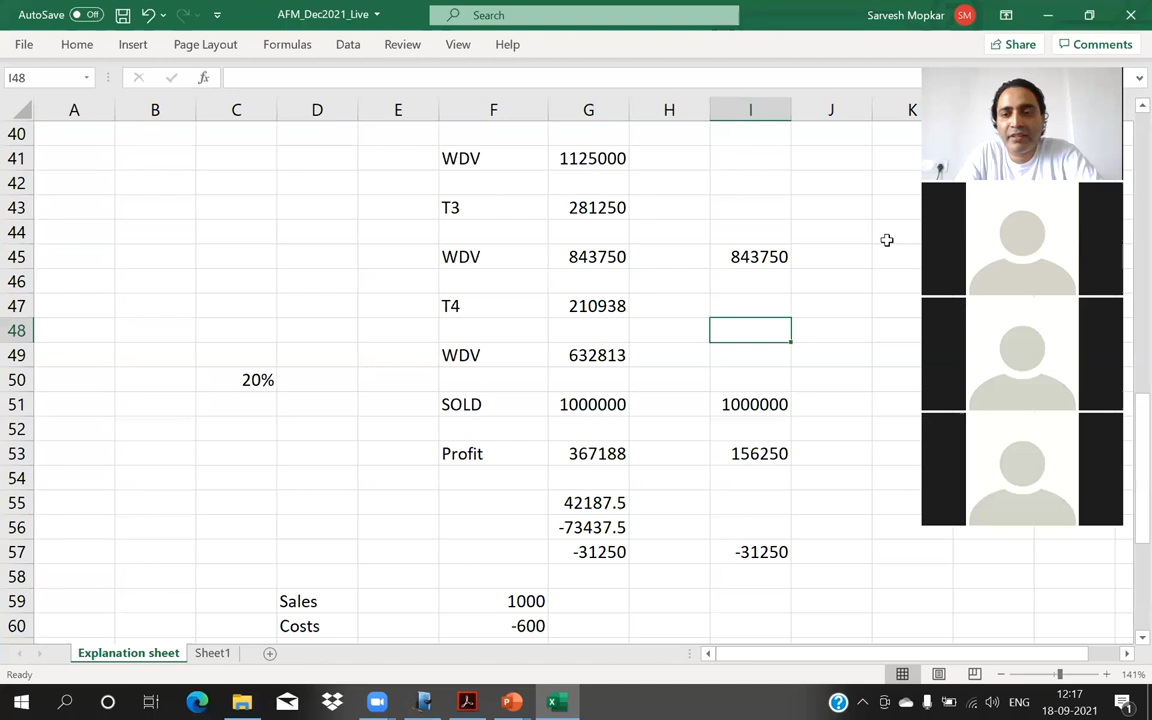 AutoSave Off AFM_Dec2021_Live Search Sarvesh Mopkar SM
File Home Insert Page Layout Formulas Data Review View Help Share Comments
I48 fx
A B C D E F G H I J K
40
41 WDV 1125000
42
43 T3 281250
44
45 WDV 843750 843750
46
47 T4 210938
48
49 WDV 632813
50 20%
51 SOLD 1000000 1000000
52
53 Profit 367188 156250
54
55 42187.5
56 -73437.5
57 -31250 -31250
58
59 Sales 1000
60 Costs -600
Explanation sheet Sheet1
Ready 141%
ENG 12:17
18-09-2021 1